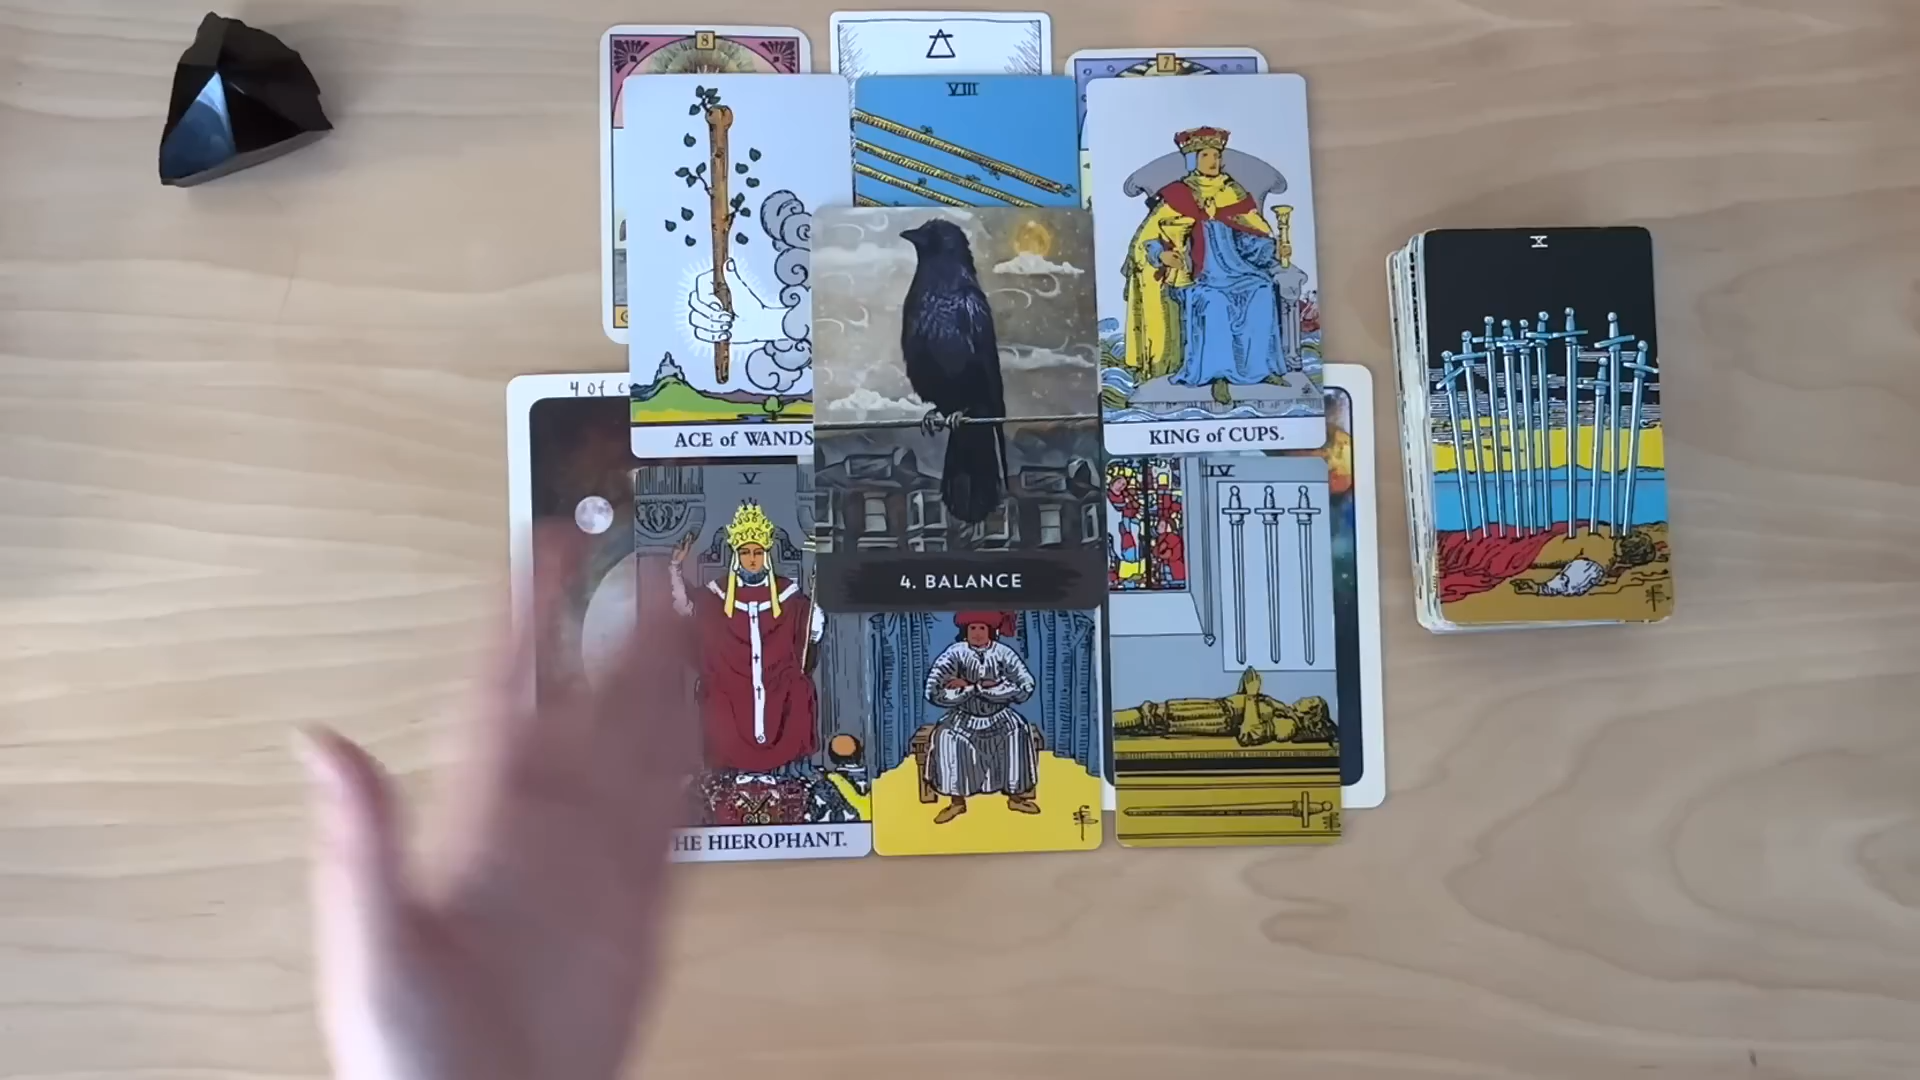 8
7
VIII
X
4 of c
ACE of WANDS
KING of CUPS.
V
IV
4. BALANCE
HE HIEROPHANT.